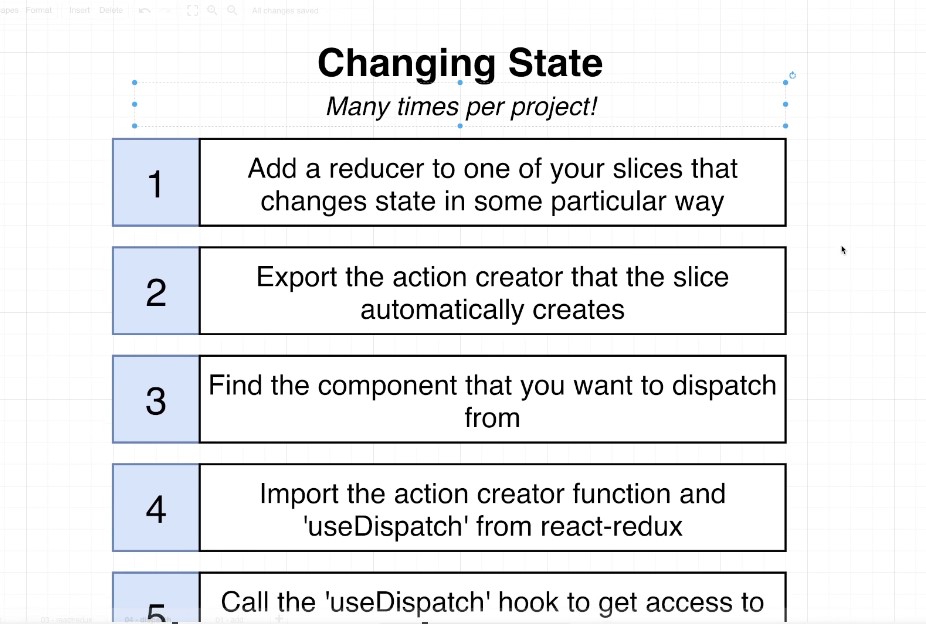 Format Insert Delete All changes saved
Changing State
Many times per project!
1
Add a reducer to one of your slices that
changes state in some particular way
2
Export the action creator that the slice
automatically creates
3
Find the component that you want to dispatch
from
4
Import the action creator function and
'useDispatch' from react-redux
5
Call the 'useDispatch' hook to get access to